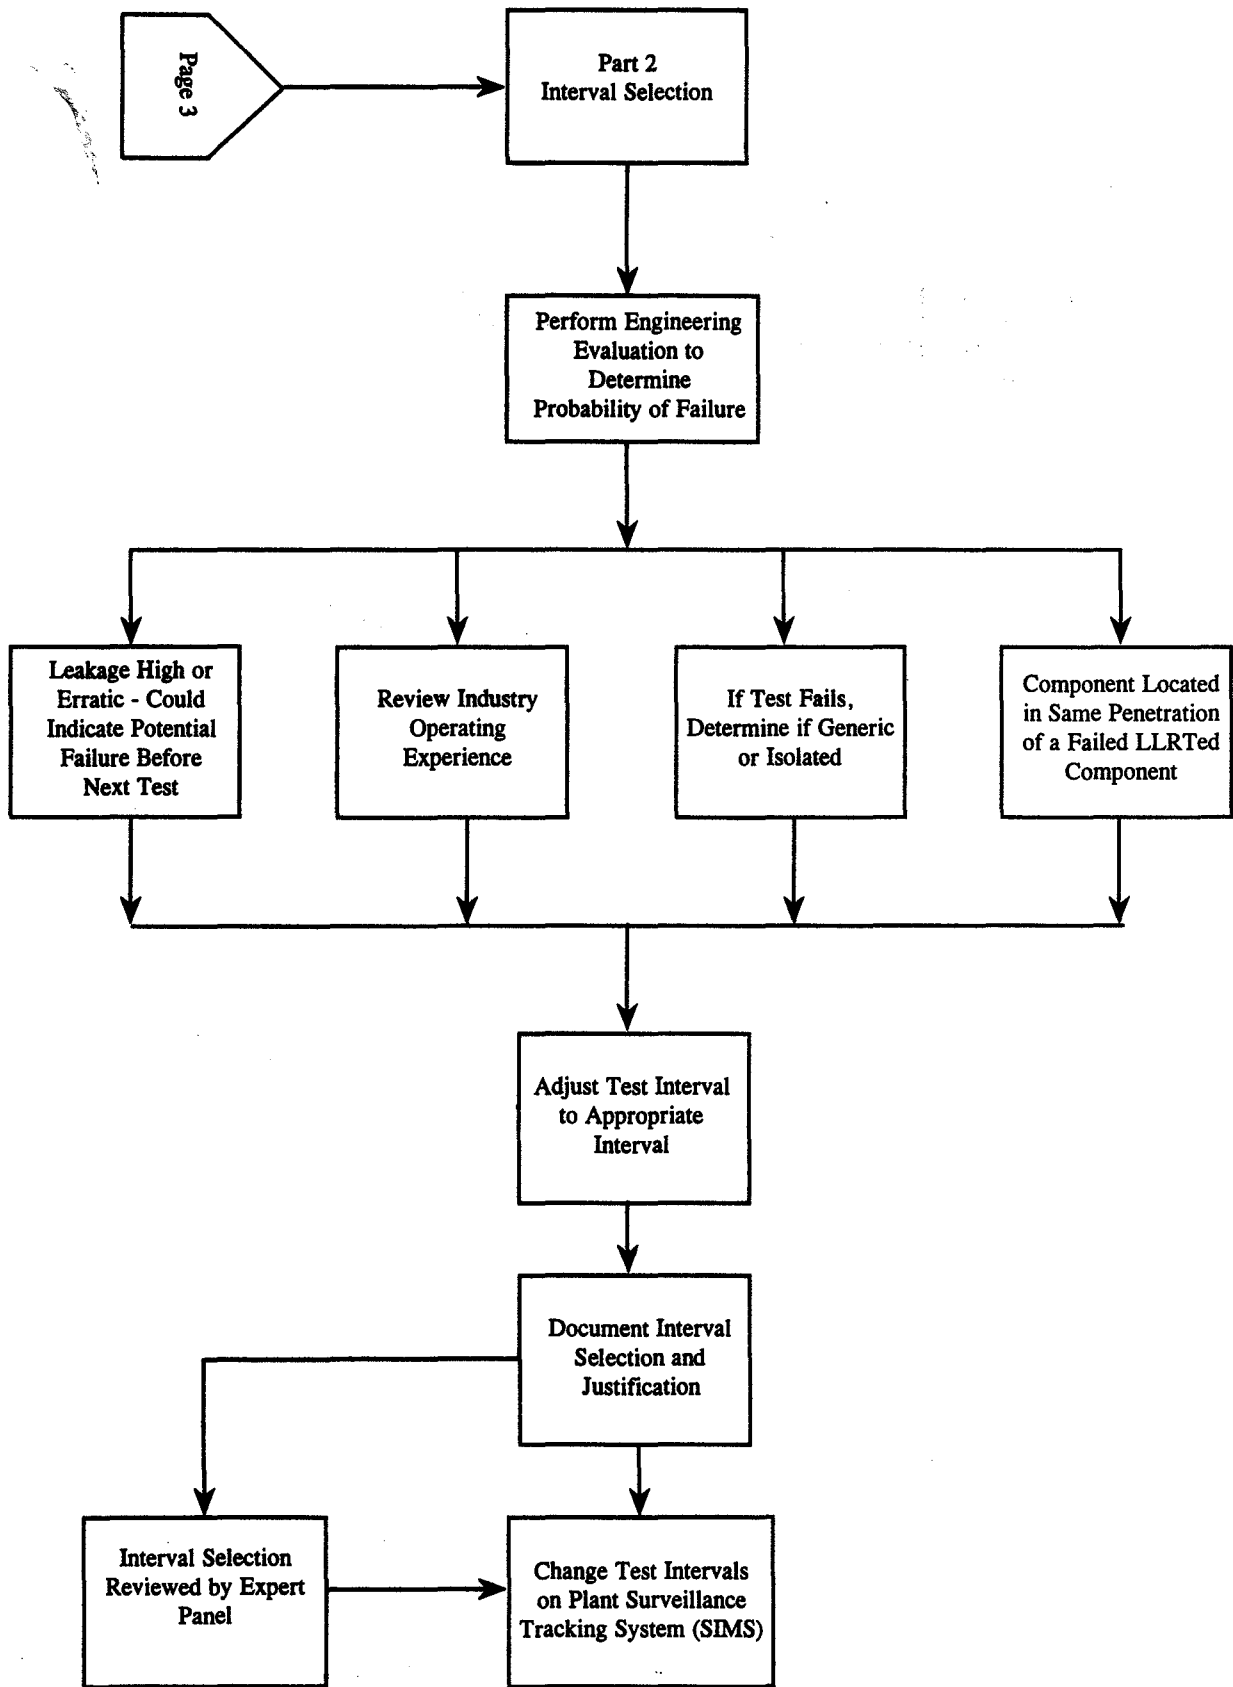 Page 3
Part 2
Interval Selection
Perform Engineering
Evaluation to
Determine
Probability of Failure
Leakage High or
Erratic - Could
Indicate Potential
Failure Before
Next Test
Review Industry
Operating
Experience
If Test Fails,
Determine if Generic
or Isolated
Component Located
in Same Penetration
of a Failed LLRTed
Component
Adjust Test Interval
to Appropriate
Interval
Document Interval
Selection and
Justification
Interval Selection
Reviewed by Expert
Panel
Change Test Intervals
on Plant Surveillance
Tracking System (SIMS)